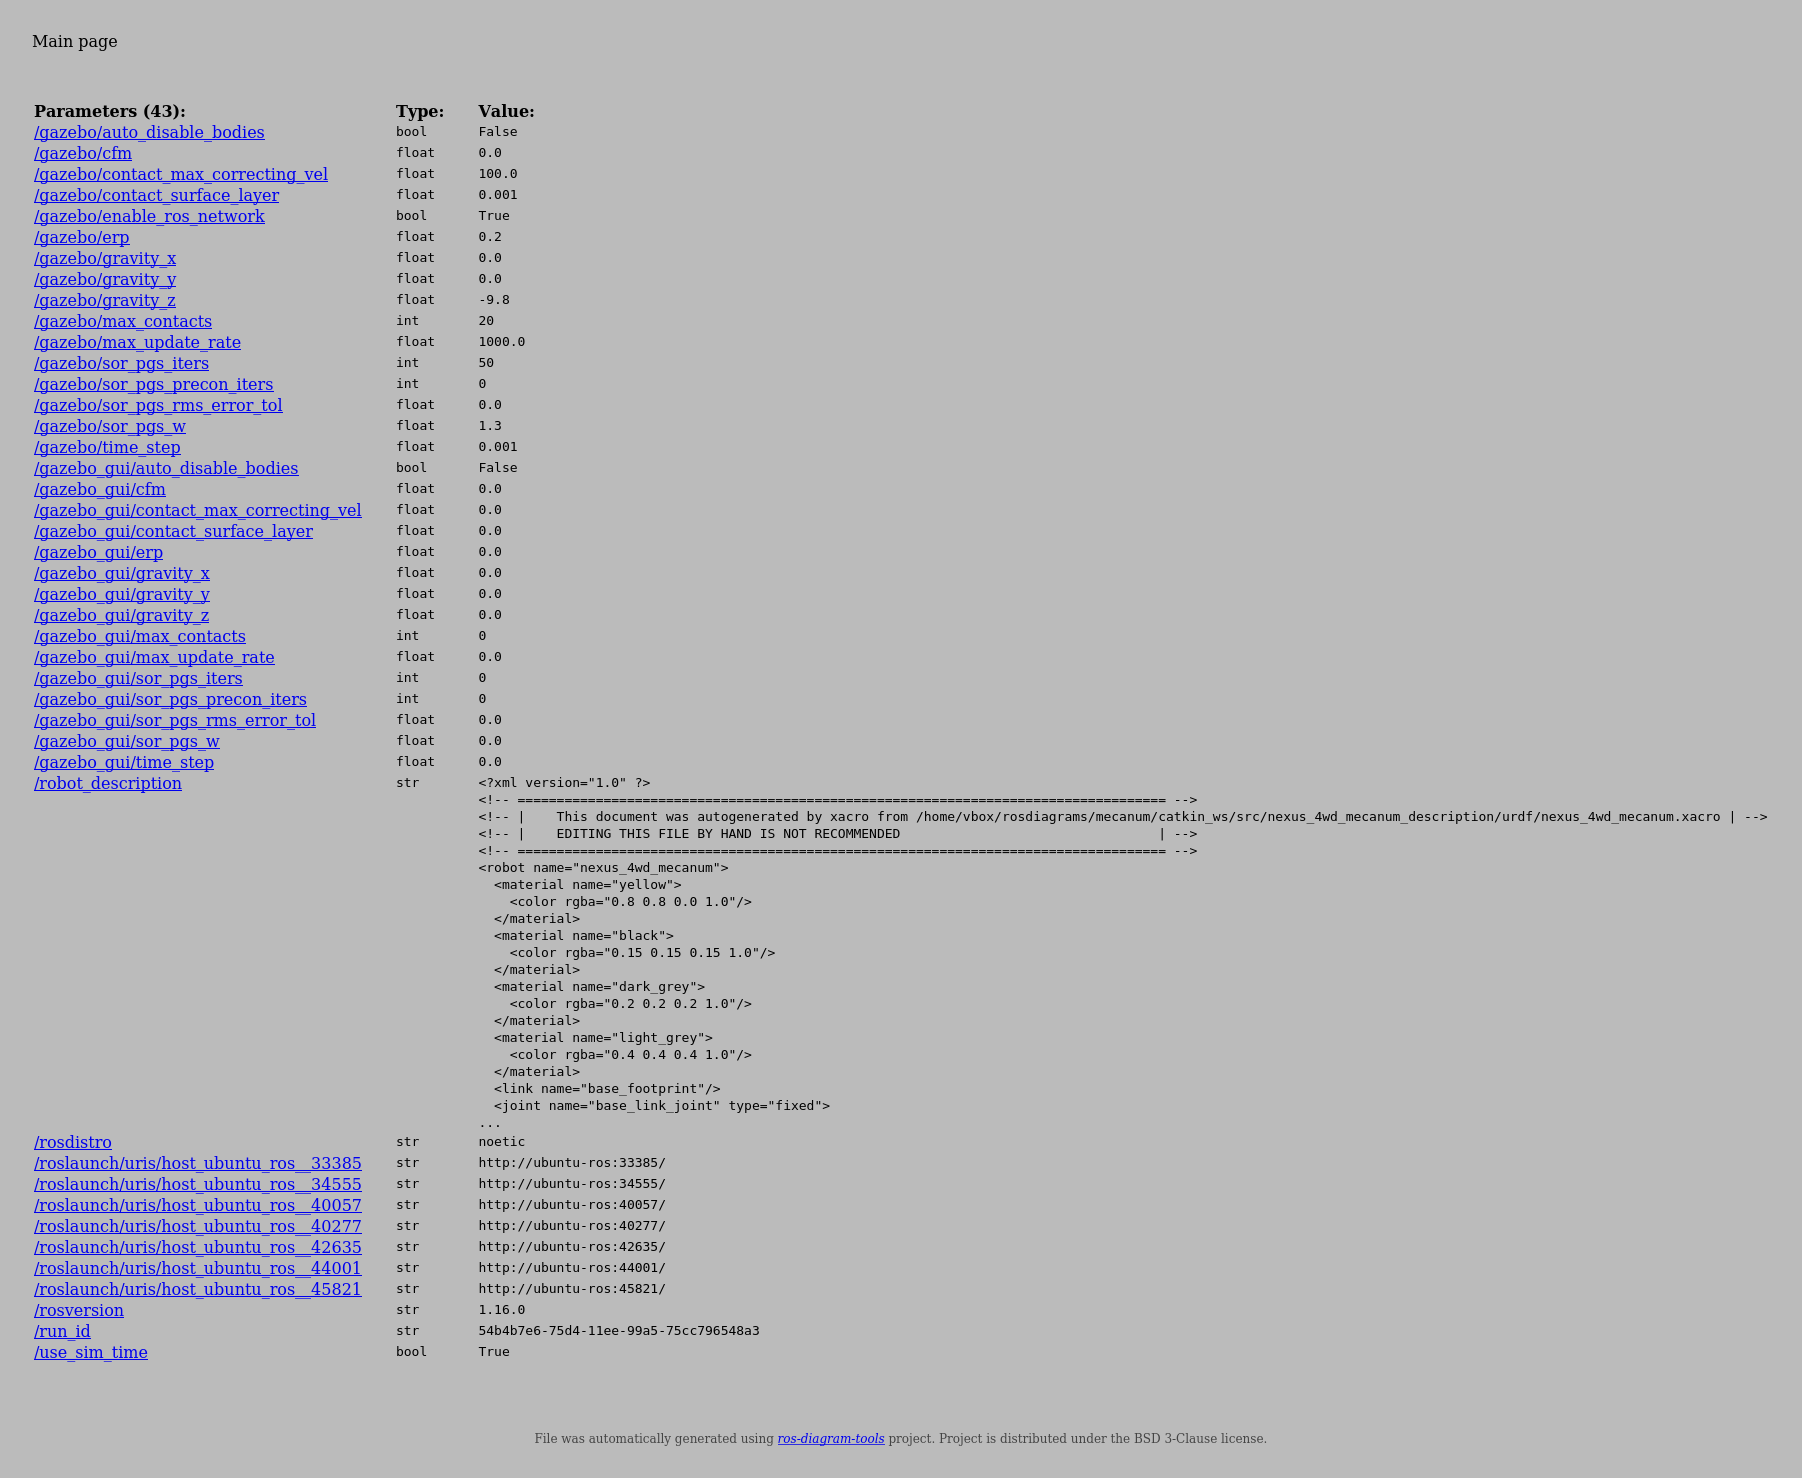 Main page
Parameters (43): Type: Value:
/gazebo/auto_disable_bodies bool False
/gazebo/cfm float 0.0
/gazebo/contact_max_correcting_vel float 100.0
/gazebo/contact_surface_layer float 0.001
/gazebo/enable_ros_network bool True
/gazebo/erp float 0.2
/gazebo/gravity_x float 0.0
/gazebo/gravity_y float 0.0
/gazebo/gravity_z float -9.8
/gazebo/max_contacts int 20
/gazebo/max_update_rate float 1000.0
/gazebo/sor_pgs_iters int 50
/gazebo/sor_pgs_precon_iters int 0
/gazebo/sor_pgs_rms_error_tol float 0.0
/gazebo/sor_pgs_w float 1.3
/gazebo/time_step float 0.001
/gazebo_gui/auto_disable_bodies bool False
/gazebo_gui/cfm float 0.0
/gazebo_gui/contact_max_correcting_vel float 0.0
/gazebo_gui/contact_surface_layer float 0.0
/gazebo_gui/erp float 0.0
/gazebo_gui/gravity_x float 0.0
/gazebo_gui/gravity_y float 0.0
/gazebo_gui/gravity_z float 0.0
/gazebo_gui/max_contacts int 0
/gazebo_gui/max_update_rate float 0.0
/gazebo_gui/sor_pgs_iters int 0
/gazebo_gui/sor_pgs_precon_iters int 0
/gazebo_gui/sor_pgs_rms_error_tol float 0.0
/gazebo_gui/sor_pgs_w float 0.0
/gazebo_gui/time_step float 0.0
/robot_description str <?xml version="1.0" ?>
<!-- =================================================================================== -->
<!-- |    This document was autogenerated by xacro from /home/vbox/rosdiagrams/mecanum/catkin_ws/src/nexus_4wd_mecanum_description/urdf/nexus_4wd_mecanum.xacro | -->
<!-- |    EDITING THIS FILE BY HAND IS NOT RECOMMENDED                                 | -->
<!-- =================================================================================== -->
<robot name="nexus_4wd_mecanum">
  <material name="yellow">
    <color rgba="0.8 0.8 0.0 1.0"/>
  </material>
  <material name="black">
    <color rgba="0.15 0.15 0.15 1.0"/>
  </material>
  <material name="dark_grey">
    <color rgba="0.2 0.2 0.2 1.0"/>
  </material>
  <material name="light_grey">
    <color rgba="0.4 0.4 0.4 1.0"/>
  </material>
  <link name="base_footprint"/>
  <joint name="base_link_joint" type="fixed">
...
/rosdistro str noetic
/roslaunch/uris/host_ubuntu_ros__33385 str http://ubuntu-ros:33385/
/roslaunch/uris/host_ubuntu_ros__34555 str http://ubuntu-ros:34555/
/roslaunch/uris/host_ubuntu_ros__40057 str http://ubuntu-ros:40057/
/roslaunch/uris/host_ubuntu_ros__40277 str http://ubuntu-ros:40277/
/roslaunch/uris/host_ubuntu_ros__42635 str http://ubuntu-ros:42635/
/roslaunch/uris/host_ubuntu_ros__44001 str http://ubuntu-ros:44001/
/roslaunch/uris/host_ubuntu_ros__45821 str http://ubuntu-ros:45821/
/rosversion str 1.16.0
/run_id str 54b4b7e6-75d4-11ee-99a5-75cc796548a3
/use_sim_time bool True
File was automatically generated using ros-diagram-tools project. Project is distributed under the BSD 3-Clause license.